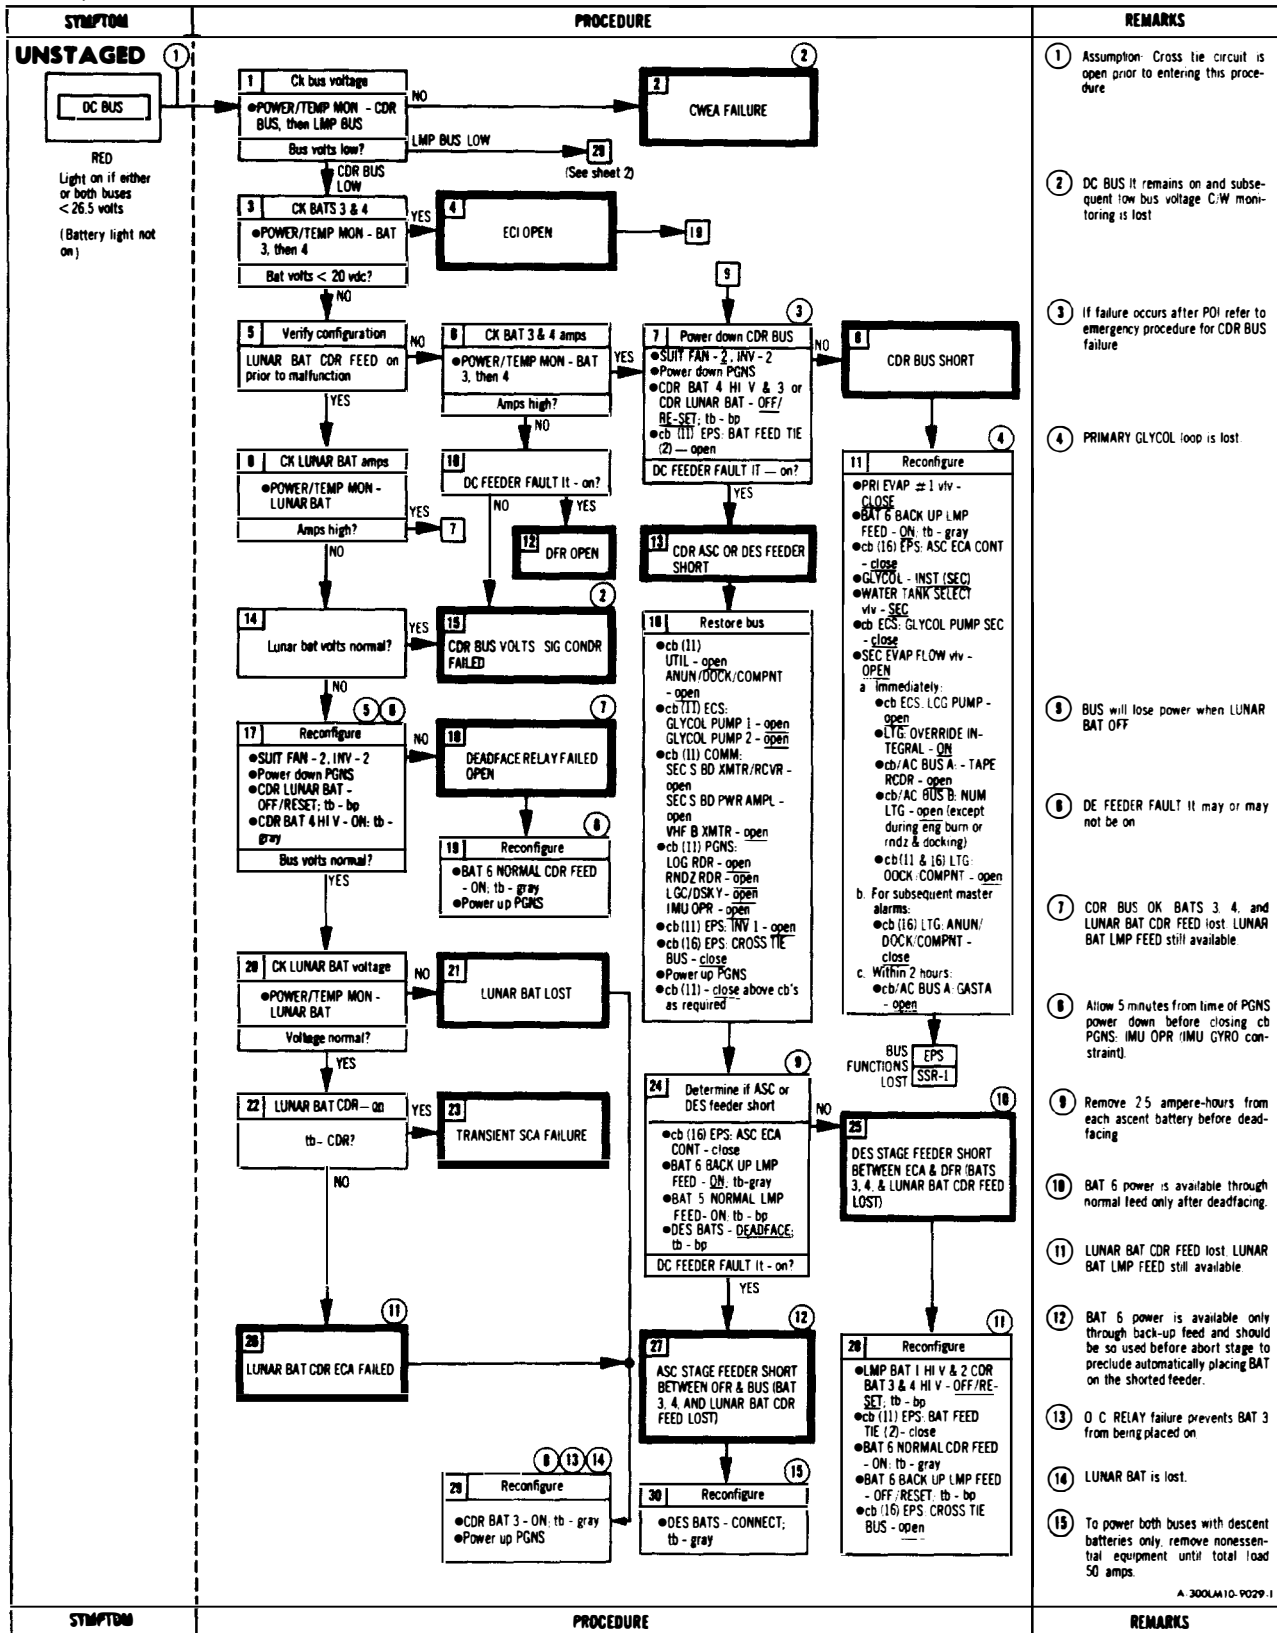 SYMPTOM
PROCEDURE
REMARKS
UNSTAGED
1
DC BUS
RED
Light on if either
or both buses
< 26.5 volts
(Battery light not
on)
1 Ck bus voltage
●POWER/TEMP MON - CDR
BUS, then LMP BUS
Bus volts low?
NO
LMP BUS LOW
CDR BUS
LOW
2
2
CWEA FAILURE
29
(See sheet 2)
3 CK BATS 3 & 4
●POWER/TEMP MON - BAT
3, then 4
Bat volts < 20 vdc?
YES
NO
4
ECI OPEN
19
5 Verify configuration
LUNAR BAT CDR FEED on
prior to malfunction
NO
YES
6 CK BAT 3 & 4 amps
●POWER/TEMP MON - BAT
3, then 4
Amps high?
YES
NO
9
3
7 Power down CDR BUS
●SUIT FAN - 2, INV - 2
●Power down PGNS
●CDR BAT 4 HI V & 3 or
CDR LUNAR BAT - OFF/
RE-SET; tb - bp
●cb (11) EPS: BAT FEED TIE
(2) — open
DC FEEDER FAULT lT — on?
NO
YES
8
CDR BUS SHORT
8 CK LUNAR BAT amps
●POWER/TEMP MON -
LUNAR BAT
Amps high?
YES
7
NO
10
DC FEEDER FAULT lt - on?
NO
YES
12
DFR OPEN
13
CDR ASC OR DES FEEDER
SHORT
4
11 Reconfigure
●PRI EVAP #1 vlv -
CLOSE
●BAT 6 BACK UP LMP
FEED - ON; tb - gray
●cb (16) EPS: ASC ECA CONT
- close
●GLYCOL - INST (SEC)
●WATER TANK SELECT
vlv - SEC
●cb ECS: GLYCOL PUMP SEC
- close
●SEC EVAP FLOW vlv -
OPEN
a Immediately:
●cb ECS. LCG PUMP -
open
●LTG: OVERRIDE IN-
TEGRAL - ON
●cb/AC BUS A: - TAPE
RCDR - open
●cb/AC BUS B: NUM
LTG - open (except
during eng burn or
rndz & docking)
●cb(11 & 16) LTG:
DOCK/COMPNT - open
b. For subsequent master
alarms:
●cb (16) LTG: ANUN/
DOCK/COMPNT -
close
c. Within 2 hours:
●cb/AC BUS A: GASTA
- open
BUS
FUNCTIONS
LOST
EPS
SSR-1
14
Lunar bat volts normal?
YES
NO
2
15
CDR BUS VOLTS SIG CONDR
FAILED
16 Restore bus
●cb (11)
UTIL - open
ANUN/DOCK/COMPNT
- open
●cb (11) ECS:
GLYCOL PUMP 1 - open
GLYCOL PUMP 2 - open
●cb (11) COMM:
SEC S BD XMTR/RCVR -
open
SEC S BD PWR AMPL -
open
VHF B XMTR - open
●cb (11) PGNS:
LOG RDR - open
RNDZ RDR - open
LGC/DSKY - open
IMU OPR - open
●cb (11) EPS: INV 1 - open
●cb (16) EPS: CROSS TIE
BUS - close
●Power up PGNS
●cb (11) - close above cb's
as required
5
6
17 Reconfigure
●SUIT FAN - 2, INV - 2
●Power down PGNS
●CDR LUNAR BAT -
OFF/RESET; tb - bp
●CDR BAT 4 HI V - ON: tb -
gray
Bus volts normal?
NO
YES
7
18
DEADFACE RELAY FAILED
OPEN
8
19 Reconfigure
●BAT 6 NORMAL CDR FEED
- ON; tb - gray
●Power up PGNS
20 CK LUNAR BAT voltage
●POWER/TEMP MON -
LUNAR BAT
Voltage normal?
NO
YES
21
LUNAR BAT LOST
22 LUNAR BAT CDR — on
tb- CDR?
YES
NO
23
TRANSIENT SCA FAILURE
9
24 Determine if ASC or
DES feeder short
●cb (16) EPS: ASC ECA
CONT - close
●BAT 6 BACK UP LMP
FEED - ON; tb-gray
●BAT 5 NORMAL LMP
FEED- ON; tb - bp
●DES BATS - DEADFACE;
tb - bp
DC FEEDER FAULT lt - on?
NO
YES
10
25
DES STAGE FEEDER SHORT
BETWEEN ECA & DFR (BATS
3, 4, & LUNAR BAT CDR FEED
LOST)
11
26
LUNAR BAT CDR ECA FAILED
12
27
ASC STAGE FEEDER SHORT
BETWEEN DFR & BUS (BAT
3, 4, AND LUNAR BAT CDR
FEED LOST)
11
28 Reconfigure
●LMP BAT 1 HI V & 2 CDR
BAT 3 & 4 HI V - OFF/RE-
SET; tb - bp
●cb (11) EPS: BAT FEED
TIE (2)- close
●BAT 6 NORMAL CDR FEED
- ON; tb - gray
●BAT 6 BACK UP LMP FEED
- OFF/RESET; tb - bp
●cb (16) EPS: CROSS TIE
BUS - open
8 13 14
29 Reconfigure
●CDR BAT 3 - ON; tb - gray
●Power up PGNS
15
30 Reconfigure
●DES BATS - CONNECT;
tb - gray
1 Assumption: Cross tie circuit is
open prior to entering this proce-
dure
2 DC BUS lt remains on and subse-
quent low bus voltage C/W moni-
toring is lost
3 If failure occurs after PDI refer to
emergency procedure for CDR BUS
failure
4 PRIMARY GLYCOL loop is lost.
5 BUS will lose power when LUNAR
BAT OFF
6 DE FEEDER FAULT lt may or may
not be on
7 CDR BUS OK BATS 3, 4, and
LUNAR BAT CDR FEED lost. LUNAR
BAT LMP FEED still available.
8 Allow 5 minutes from time of PGNS
power down before closing cb
PGNS: IMU OPR (IMU GYRO con-
straint).
9 Remove 25 ampere-hours from
each ascent battery before dead-
facing
10 BAT 6 power is available through
normal feed only after deadfacing.
11 LUNAR BAT CDR FEED lost. LUNAR
BAT LMP FEED still available.
12 BAT 6 power is available only
through back-up feed and should
be so used before abort stage to
preclude automatically placing BAT
on the shorted feeder.
13 O C RELAY failure prevents BAT 3
from being placed on
14 LUNAR BAT is lost.
15 To power both buses with descent
batteries only, remove nonessen-
tial equipment until total load
50 amps.
A-300LM10-9029-1
SYMPTOM
PROCEDURE
REMARKS